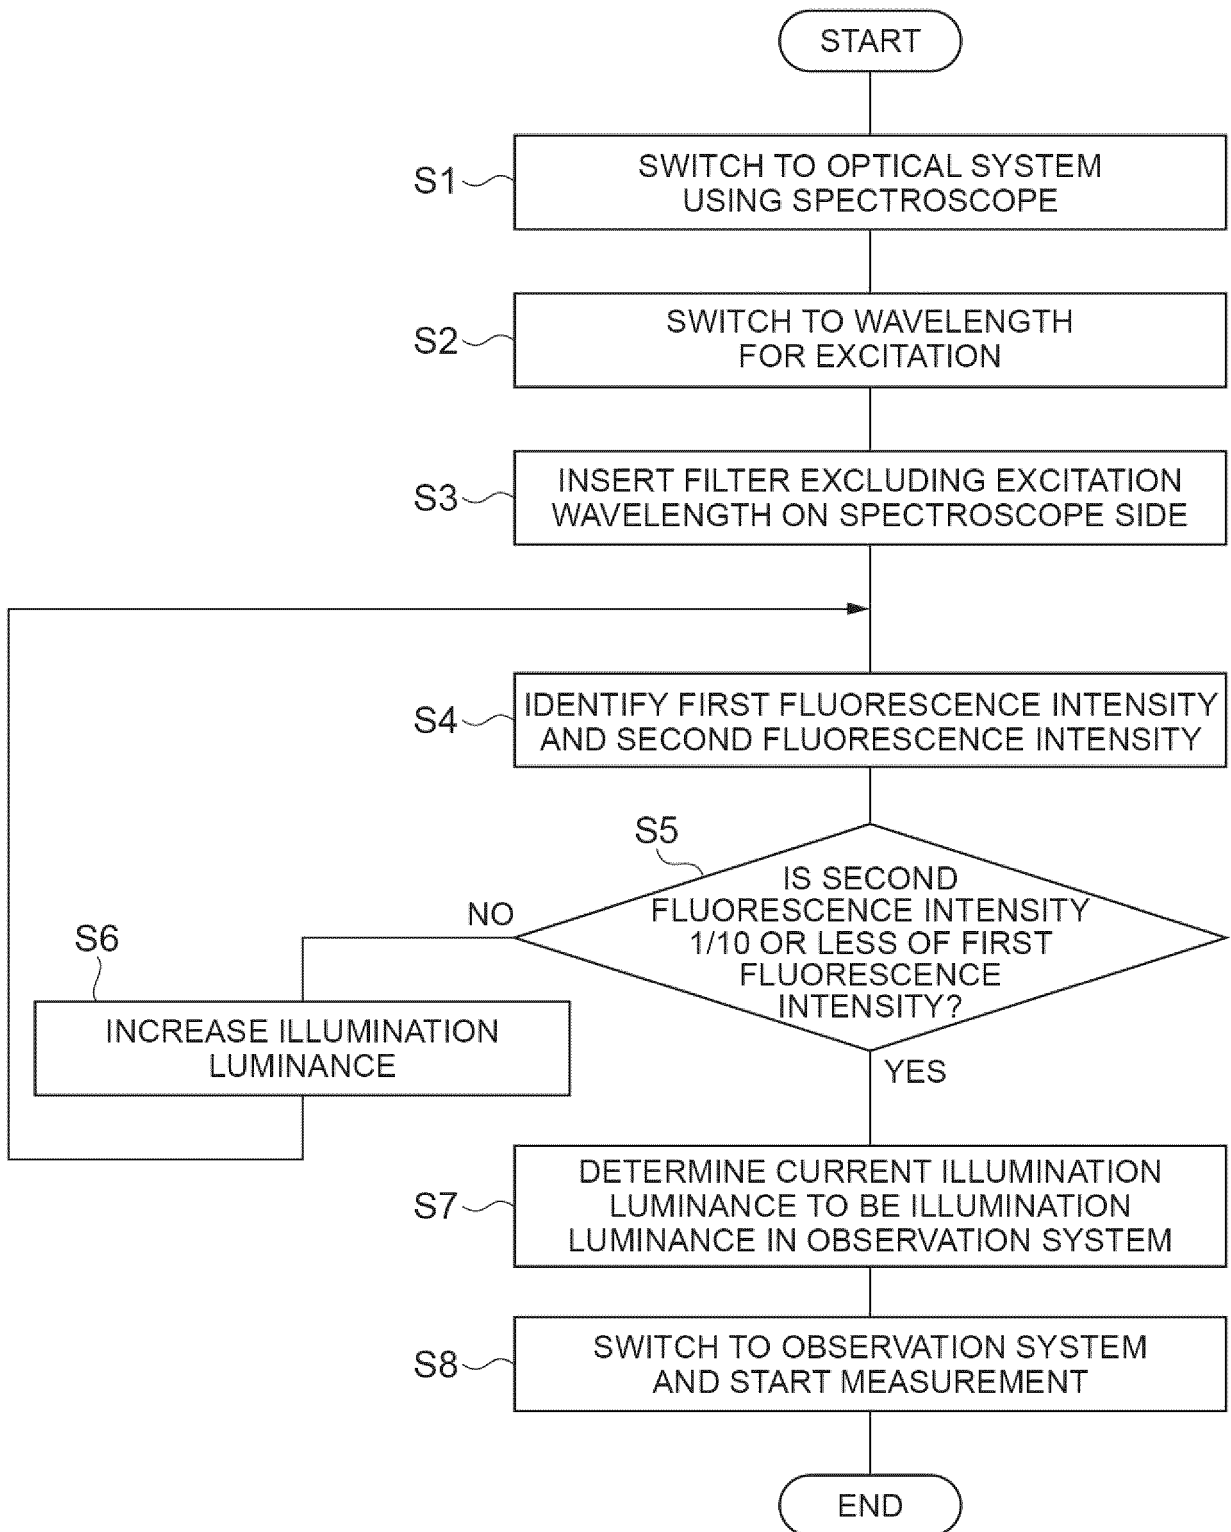 START
S1
SWITCH TO OPTICAL SYSTEM
USING SPECTROSCOPE
S2
SWITCH TO WAVELENGTH
FOR EXCITATION
S3
INSERT FILTER EXCLUDING EXCITATION
WAVELENGTH ON SPECTROSCOPE SIDE
S4
IDENTIFY FIRST FLUORESCENCE INTENSITY
AND SECOND FLUORESCENCE INTENSITY
S5
IS SECOND
FLUORESCENCE INTENSITY
1/10 OR LESS OF FIRST
FLUORESCENCE
INTENSITY?
NO
S6
INCREASE ILLUMINATION
LUMINANCE
YES
S7
DETERMINE CURRENT ILLUMINATION
LUMINANCE TO BE ILLUMINATION
LUMINANCE IN OBSERVATION SYSTEM
S8
SWITCH TO OBSERVATION SYSTEM
AND START MEASUREMENT
END